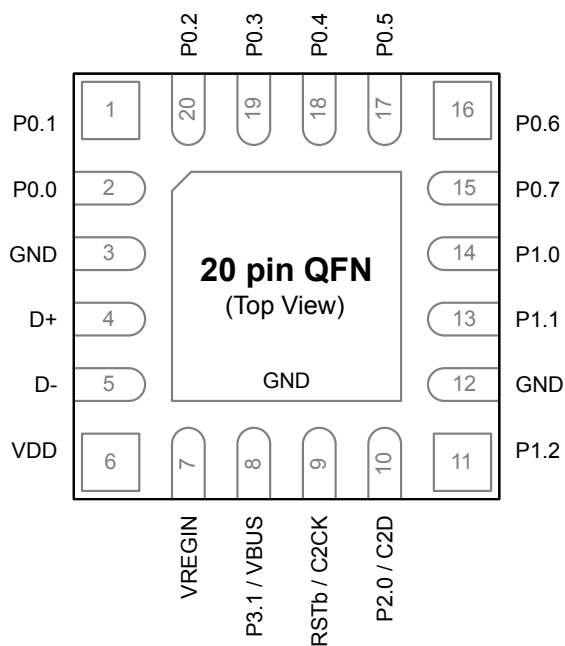 P0.2
P0.3
P0.4
P0.5
20
19
18
17
P0.1 1 16 P0.6
P0.0 2 15 P0.7
GND 3 14 P1.0
20 pin QFN
(Top View)
D+ 4 13 P1.1
D- 5 GND 12 GND
VDD 6 11 P1.2
7
8
9
10
VREGIN
P3.1 / VBUS
RSTb / C2CK
P2.0 / C2D